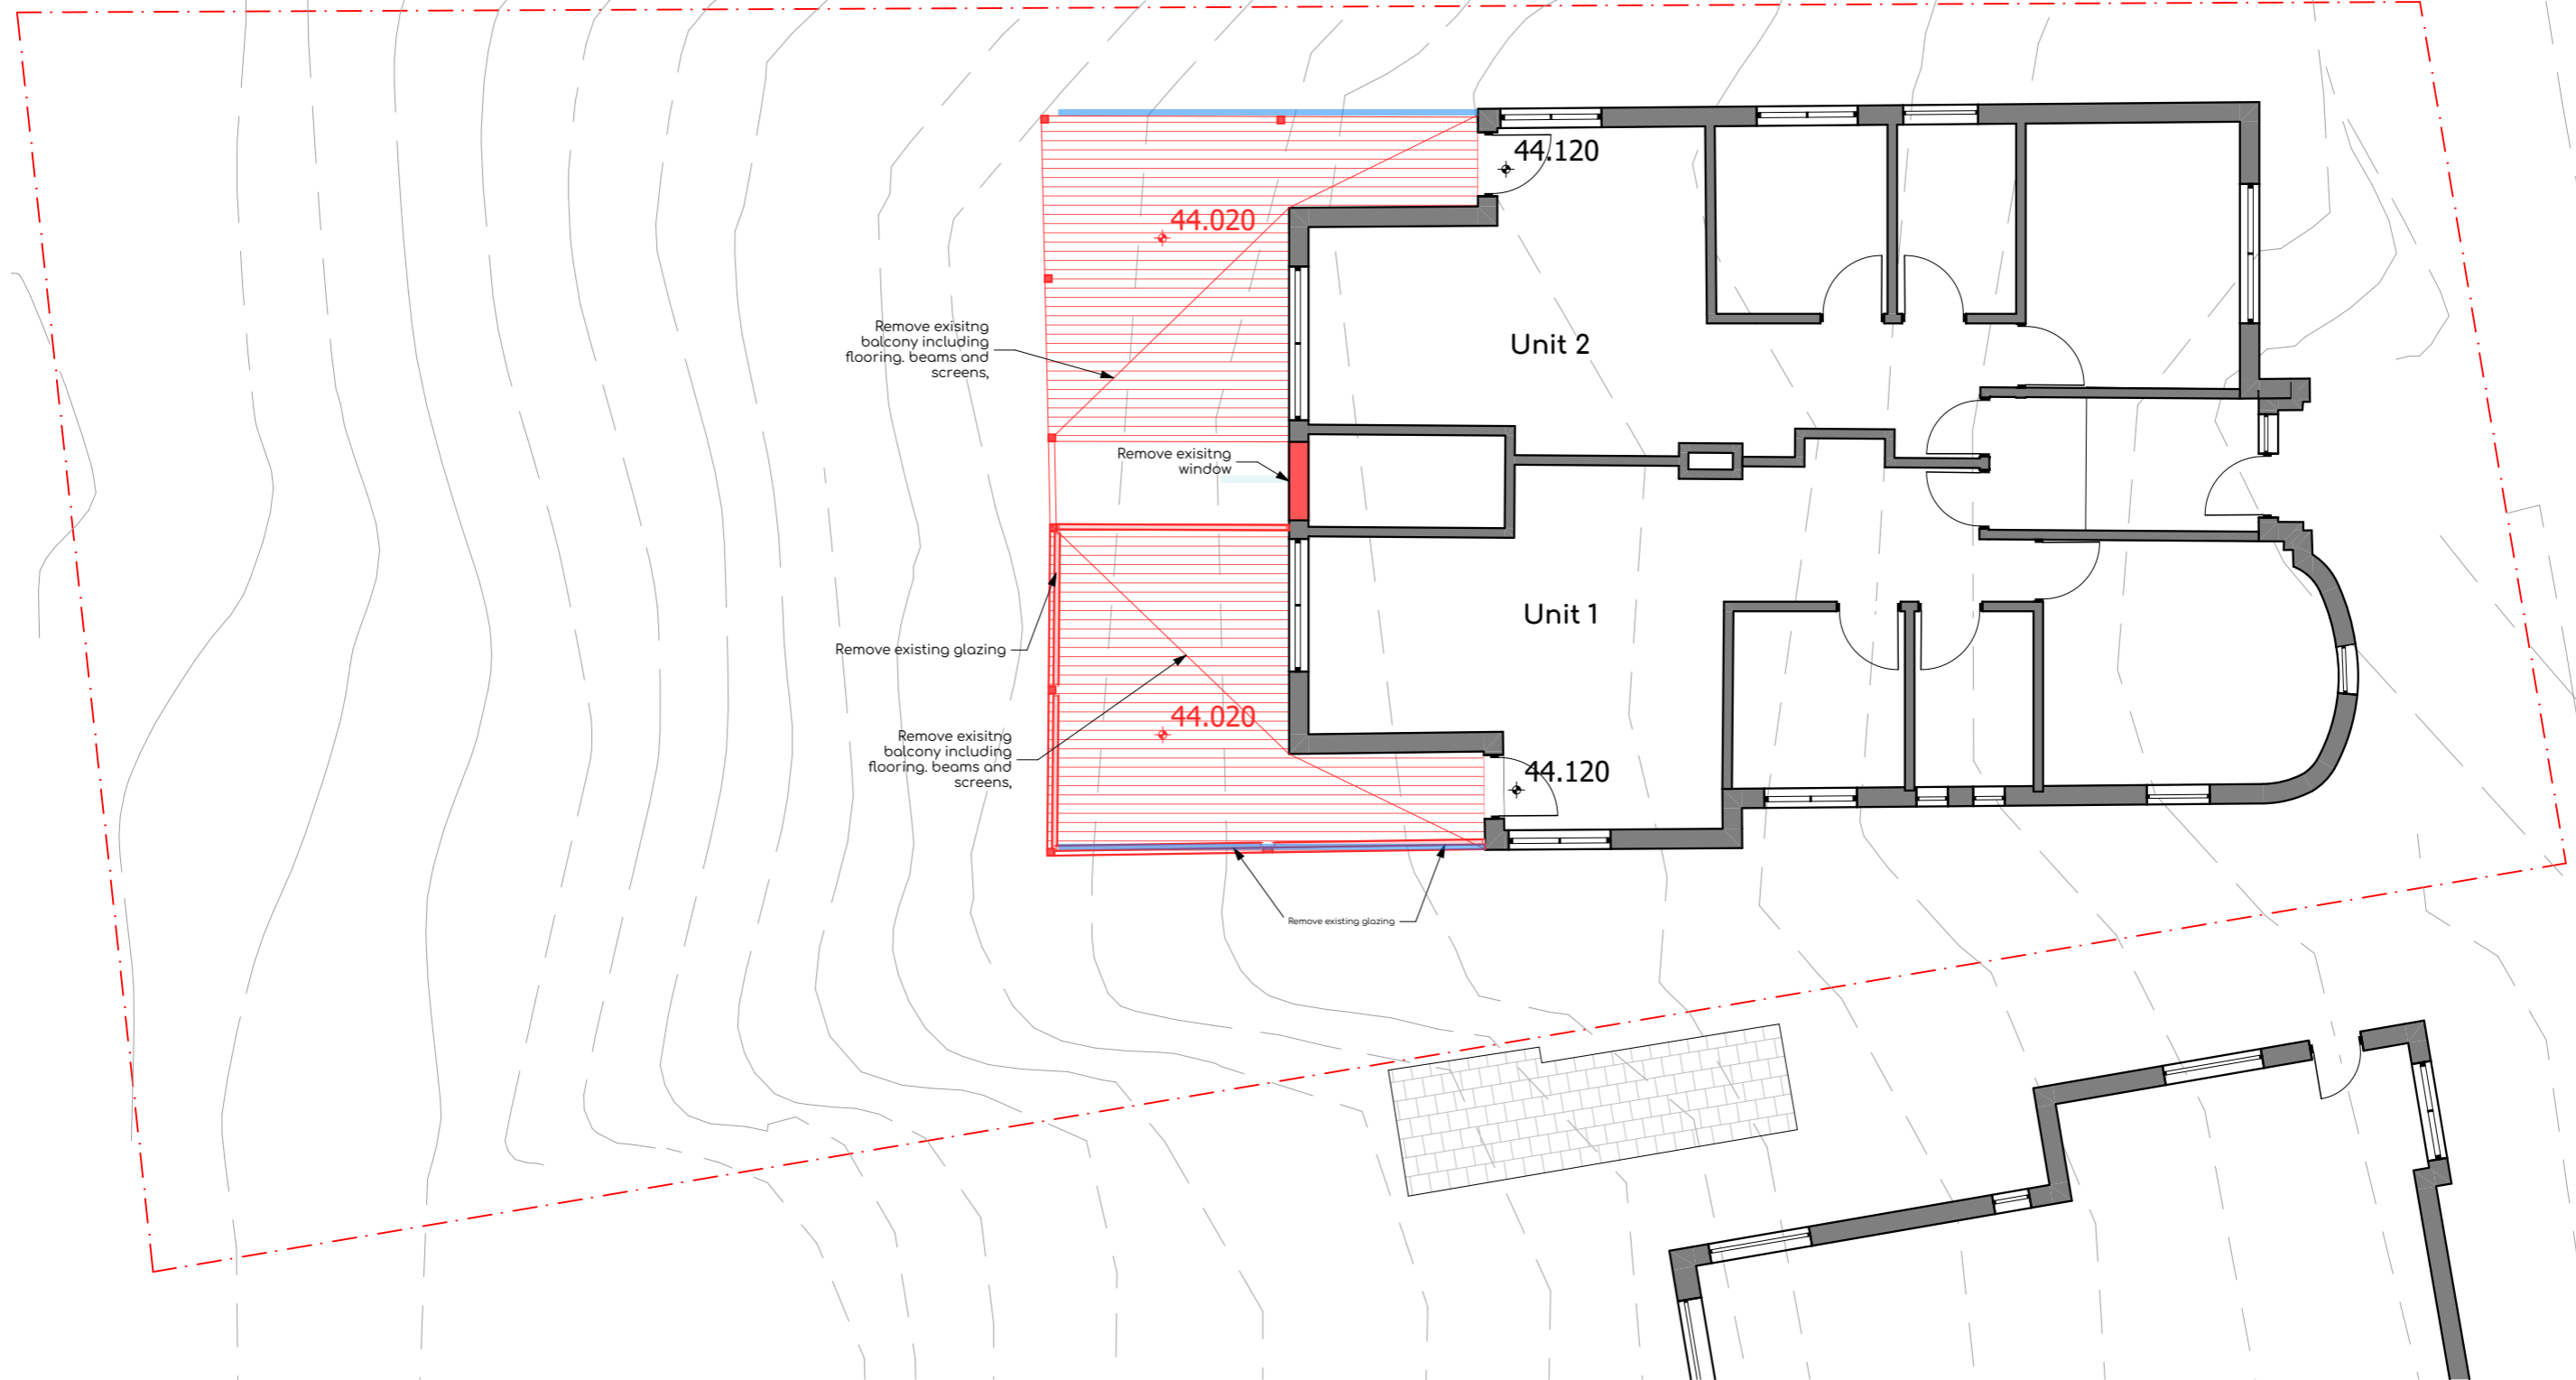 44.120
44.020
Remove exisitng
balcony including
flooring. beams and
screens,
Unit 2
Remove exisitng
window
Unit 1
Remove existing glazing
44.020
Remove exisitng
balcony including
flooring. beams and
screens,
44.120
Remove existing glazing